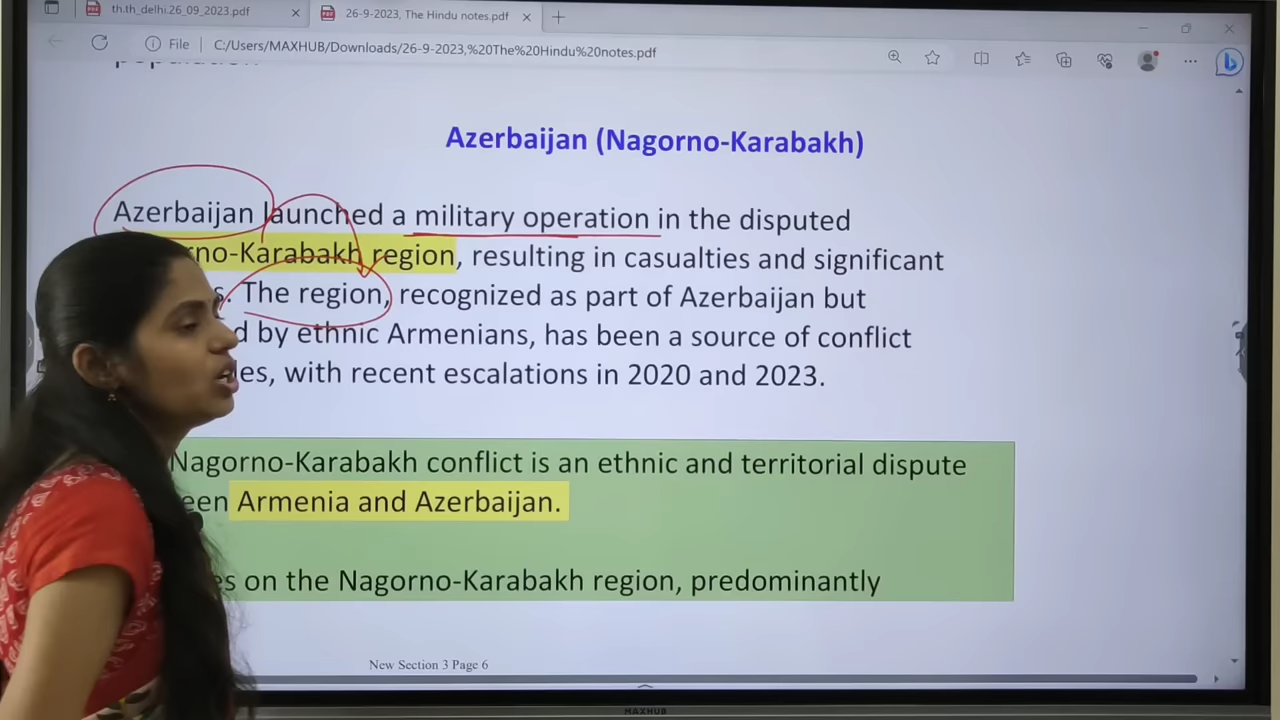 th.th_delhi.26_09_2023.pdf
26-9-2023, The Hindu notes.pdf
File
C:/Users/MAXHUB/Downloads/26-9-2023,%20The%20Hindu%20notes.pdf
Azerbaijan (Nagorno-Karabakh)
Azerbaijan launched a military operation in the disputed
rno-Karabakh region, resulting in casualties and significant
s. The region, recognized as part of Azerbaijan but
d by ethnic Armenians, has been a source of conflict
es, with recent escalations in 2020 and 2023.
Nagorno-Karabakh conflict is an ethnic and territorial dispute
een Armenia and Azerbaijan.
es on the Nagorno-Karabakh region, predominantly
New Section 3 Page 6
MAXHUB